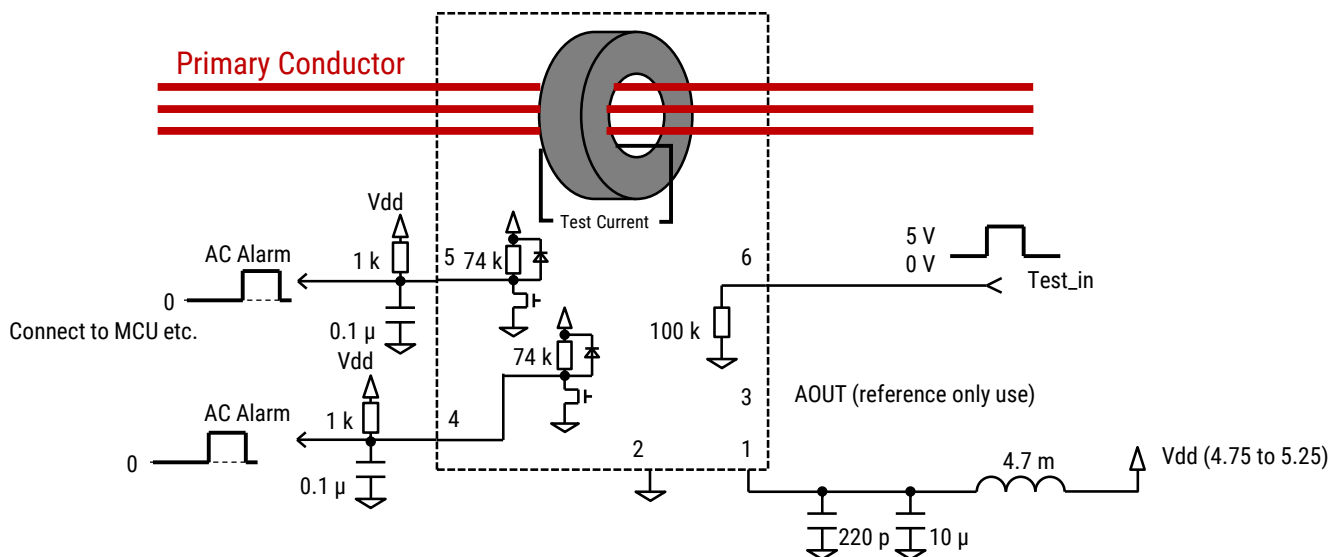 Primary Conductor
Test Current
Vdd
AC Alarm
1 k
5
74 k
6
5 V
0 V
Test_in
0
Connect to MCU etc.
0.1 µ
100 k
Vdd
74 k
3
AOUT (reference only use)
AC Alarm
1 k
4
0
0.1 µ
2
1
4.7 m
Vdd (4.75 to 5.25)
220 p
10 µ